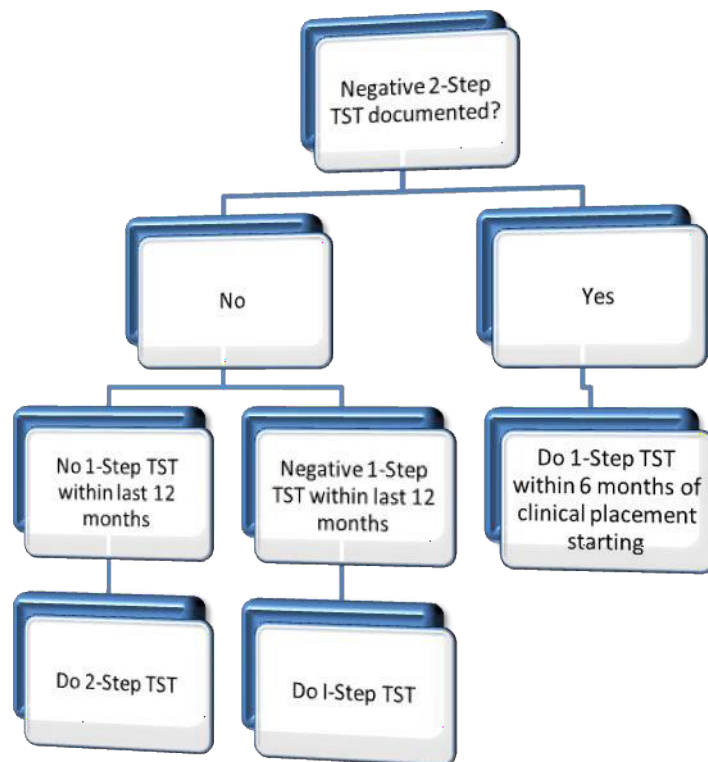 Negative 2-Step
TST documented?
No
Yes
No 1-Step TST
within last 12
months
Negative 1-Step
TST within last 12
months
Do 1-Step TST
within 6 months of
clinical placement
starting
Do 2-Step TST
Do I-Step TST